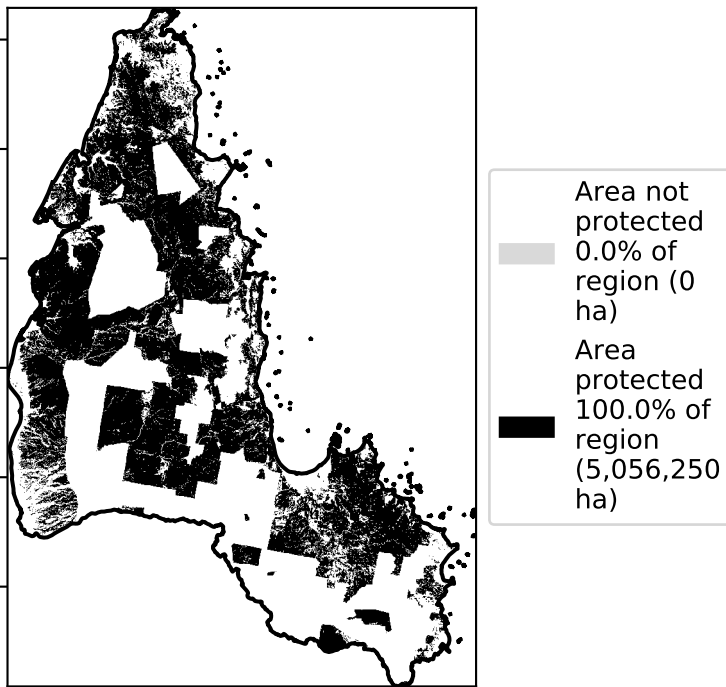 Area not
protected
0.0% of
region (0
ha)
Area
protected
100.0% of
region
(5,056,250
ha)